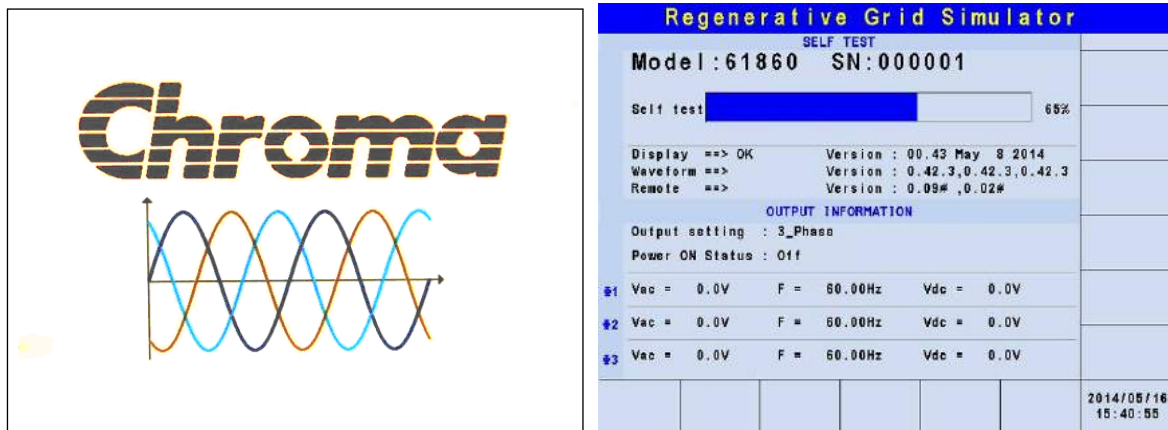 Chroma
Regenerative Grid Simulator
SELF TEST
Model:61860 SN:000001
Self test 65%
Display ==> OK Version : 00.43 May 8 2014
Waveform ==> Version : 0.42.3,0.42.3,0.42.3
Remote ==> Version : 0.09# ,0.02#
OUTPUT INFORMATION
Output setting : 3_Phase
Power ON Status : Off
Φ1 Vac = 0.0V F = 60.00Hz Vdc = 0.0V
Φ2 Vac = 0.0V F = 60.00Hz Vdc = 0.0V
Φ3 Vac = 0.0V F = 60.00Hz Vdc = 0.0V
2014/05/16
15:40:55